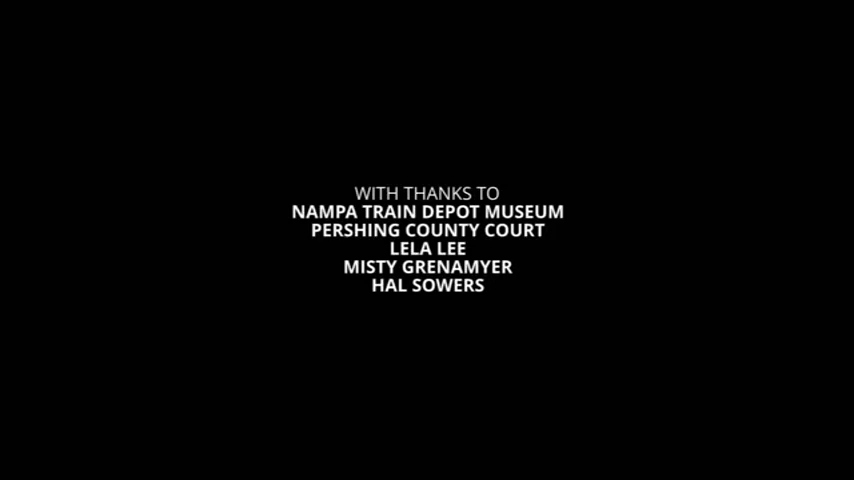 WITH THANKS TO
NAMPA TRAIN DEPOT MUSEUM
PERSHING COUNTY COURT
LELA LEE
MISTY GRENAMYER
HAL SOWERS